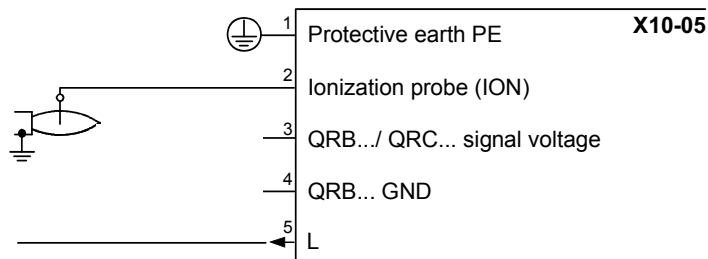 X10-05
1 Protective earth PE
2 Ionization probe (ION)
3 QRB.../ QRC... signal voltage
4 QRB... GND
5 L